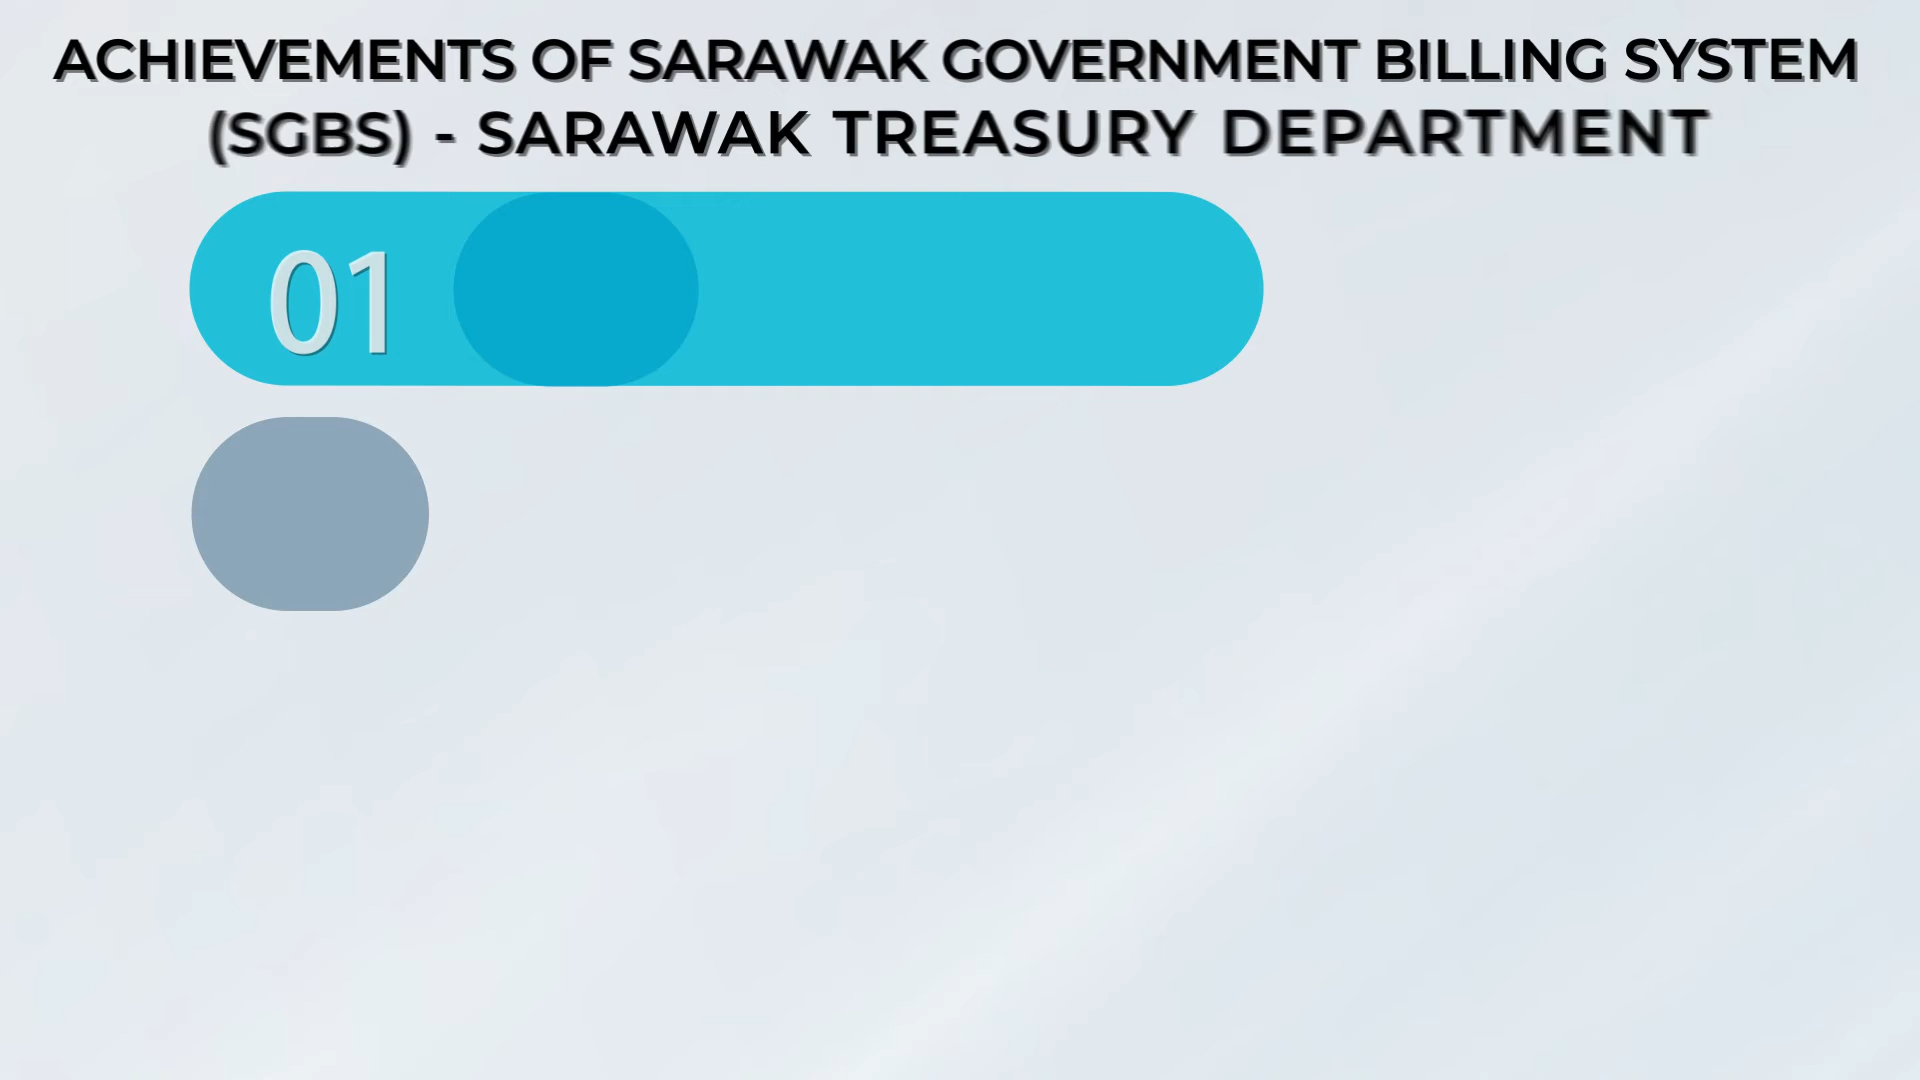 ACHIEVEMENTS OF SARAWAK GOVERNMENT BILLING SYSTEM
(SGBS) - SARAWAK TREASURY DEPARTMENT
01